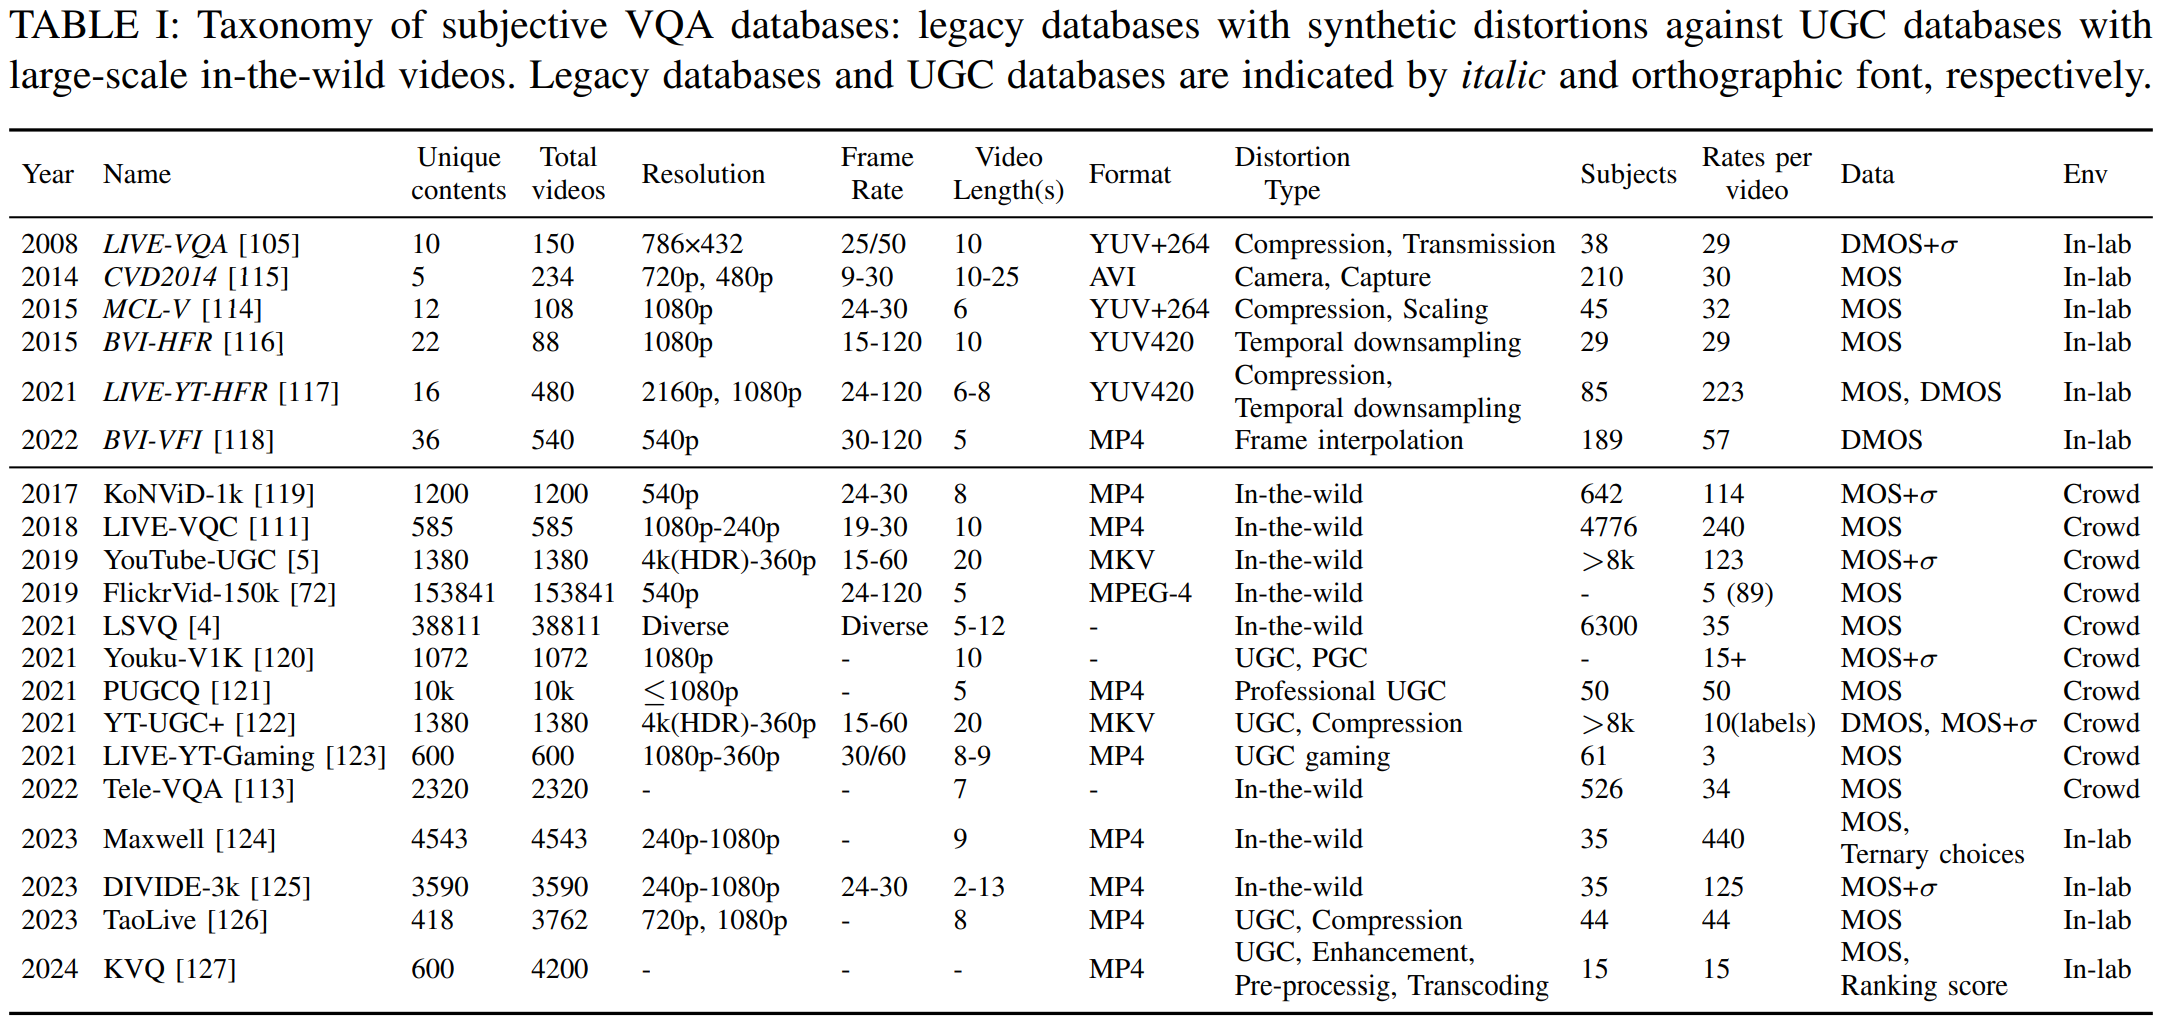 TABLE I: Taxonomy of subjective VQA databases: legacy databases with synthetic distortions against UGC databases with
large-scale in-the-wild videos. Legacy databases and UGC databases are indicated by italic and orthographic font, respectively.
Year Name Unique contents Total videos Resolution Frame Rate Video Length(s) Format Distortion Type Subjects Rates per video Data Env
2008 LIVE-VQA [105] 10 150 786×432 25/50 10 YUV+264 Compression, Transmission 38 29 DMOS+σ In-lab
2014 CVD2014 [115] 5 234 720p, 480p 9-30 10-25 AVI Camera, Capture 210 30 MOS In-lab
2015 MCL-V [114] 12 108 1080p 24-30 6 YUV+264 Compression, Scaling 45 32 MOS In-lab
2015 BVI-HFR [116] 22 88 1080p 15-120 10 YUV420 Temporal downsampling 29 29 MOS In-lab
2021 LIVE-YT-HFR [117] 16 480 2160p, 1080p 24-120 6-8 YUV420 Compression, Temporal downsampling 85 223 MOS, DMOS In-lab
2022 BVI-VFI [118] 36 540 540p 30-120 5 MP4 Frame interpolation 189 57 DMOS In-lab
2017 KoNViD-1k [119] 1200 1200 540p 24-30 8 MP4 In-the-wild 642 114 MOS+σ Crowd
2018 LIVE-VQC [111] 585 585 1080p-240p 19-30 10 MP4 In-the-wild 4776 240 MOS Crowd
2019 YouTube-UGC [5] 1380 1380 4k(HDR)-360p 15-60 20 MKV In-the-wild >8k 123 MOS+σ Crowd
2019 FlickrVid-150k [72] 153841 153841 540p 24-120 5 MPEG-4 In-the-wild - 5 (89) MOS Crowd
2021 LSVQ [4] 38811 38811 Diverse Diverse 5-12 - In-the-wild 6300 35 MOS Crowd
2021 Youku-V1K [120] 1072 1072 1080p - 10 - UGC, PGC - 15+ MOS+σ Crowd
2021 PUGCQ [121] 10k 10k ≤1080p - 5 MP4 Professional UGC 50 50 MOS Crowd
2021 YT-UGC+ [122] 1380 1380 4k(HDR)-360p 15-60 20 MKV UGC, Compression >8k 10(labels) DMOS, MOS+σ Crowd
2021 LIVE-YT-Gaming [123] 600 600 1080p-360p 30/60 8-9 MP4 UGC gaming 61 3 MOS Crowd
2022 Tele-VQA [113] 2320 2320 - - 7 - In-the-wild 526 34 MOS Crowd
2023 Maxwell [124] 4543 4543 240p-1080p - 9 MP4 In-the-wild 35 440 MOS, Ternary choices In-lab
2023 DIVIDE-3k [125] 3590 3590 240p-1080p 24-30 2-13 MP4 In-the-wild 35 125 MOS+σ In-lab
2023 TaoLive [126] 418 3762 720p, 1080p - 8 MP4 UGC, Compression 44 44 MOS In-lab
2024 KVQ [127] 600 4200 - - - MP4 UGC, Enhancement, Pre-processig, Transcoding 15 15 MOS, Ranking score In-lab